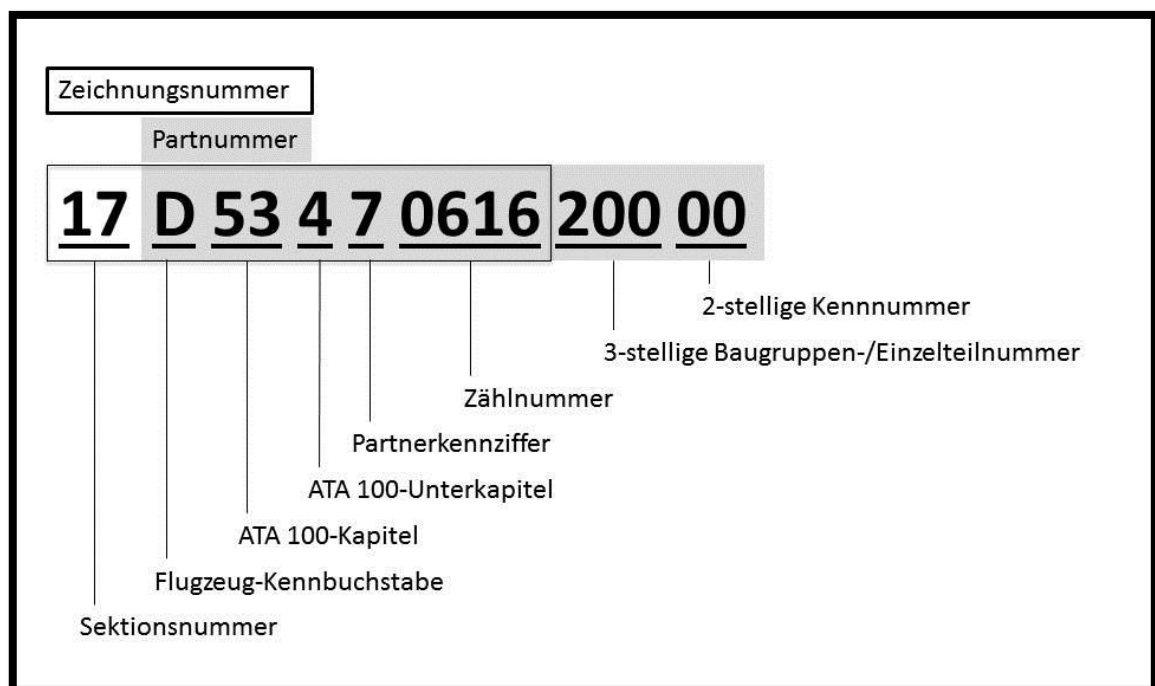 Zeichnungsnummer
Partnummer
17 D 53 4 7 0616 200 00
2-stellige Kennnummer
3-stellige Baugruppen-/Einzelteilnummer
Zählnummer
Partnerkennziffer
ATA 100-Unterkapitel
ATA 100-Kapitel
Flugzeug-Kennbuchstabe
Sektionsnummer